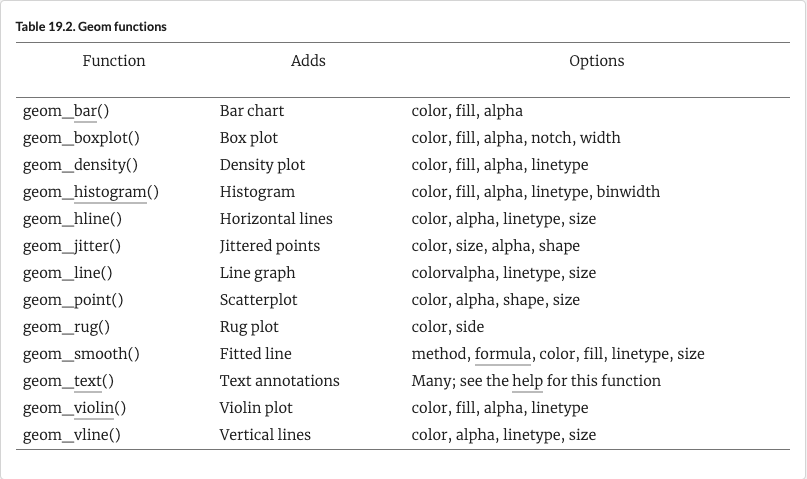 Table 19.2. Geom functions
Function Adds Options
geom_bar() Bar chart color, fill, alpha
geom_boxplot() Box plot color, fill, alpha, notch, width
geom_density() Density plot color, fill, alpha, linetype
geom_histogram() Histogram color, fill, alpha, linetype, binwidth
geom_hline() Horizontal lines color, alpha, linetype, size
geom_jitter() Jittered points color, size, alpha, shape
geom_line() Line graph colorvalpha, linetype, size
geom_point() Scatterplot color, alpha, shape, size
geom_rug() Rug plot color, side
geom_smooth() Fitted line method, formula, color, fill, linetype, size
geom_text() Text annotations Many; see the help for this function
geom_violin() Violin plot color, fill, alpha, linetype
geom_vline() Vertical lines color, alpha, linetype, size